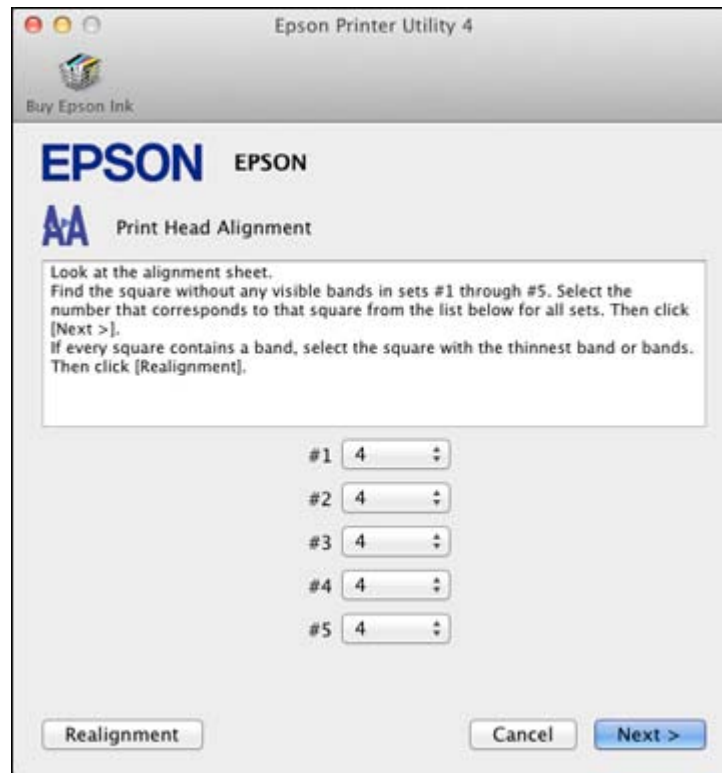 Epson Printer Utility 4
Buy Epson Ink
EPSON EPSON
Print Head Alignment
Look at the alignment sheet.
Find the square without any visible bands in sets #1 through #5. Select the
number that corresponds to that square from the list below for all sets. Then click
[Next >].
If every square contains a band, select the square with the thinnest band or bands.
Then click [Realignment].
#1 4
#2 4
#3 4
#4 4
#5 4
Realignment Cancel Next >